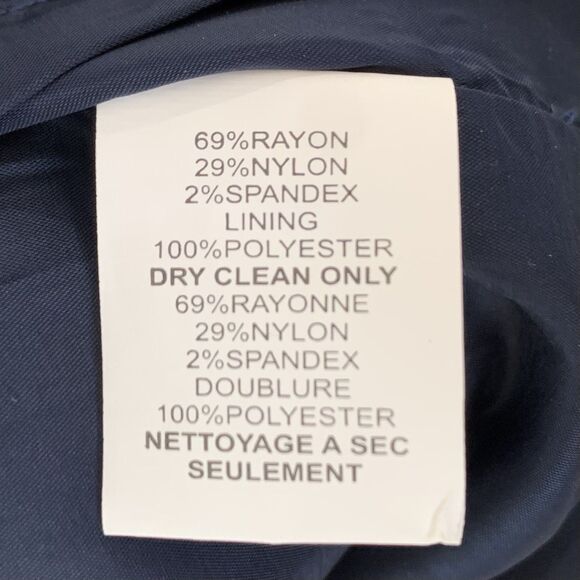 69%RAYON
29%NYLON
2%SPANDEX
LINING
100%POLYESTER
DRY CLEAN ONLY
69%RAYONNE
29%NYLON
2%SPANDEX
DOUBLURE
100%POLYESTER
NETTOYAGE A SEC
SEULEMENT